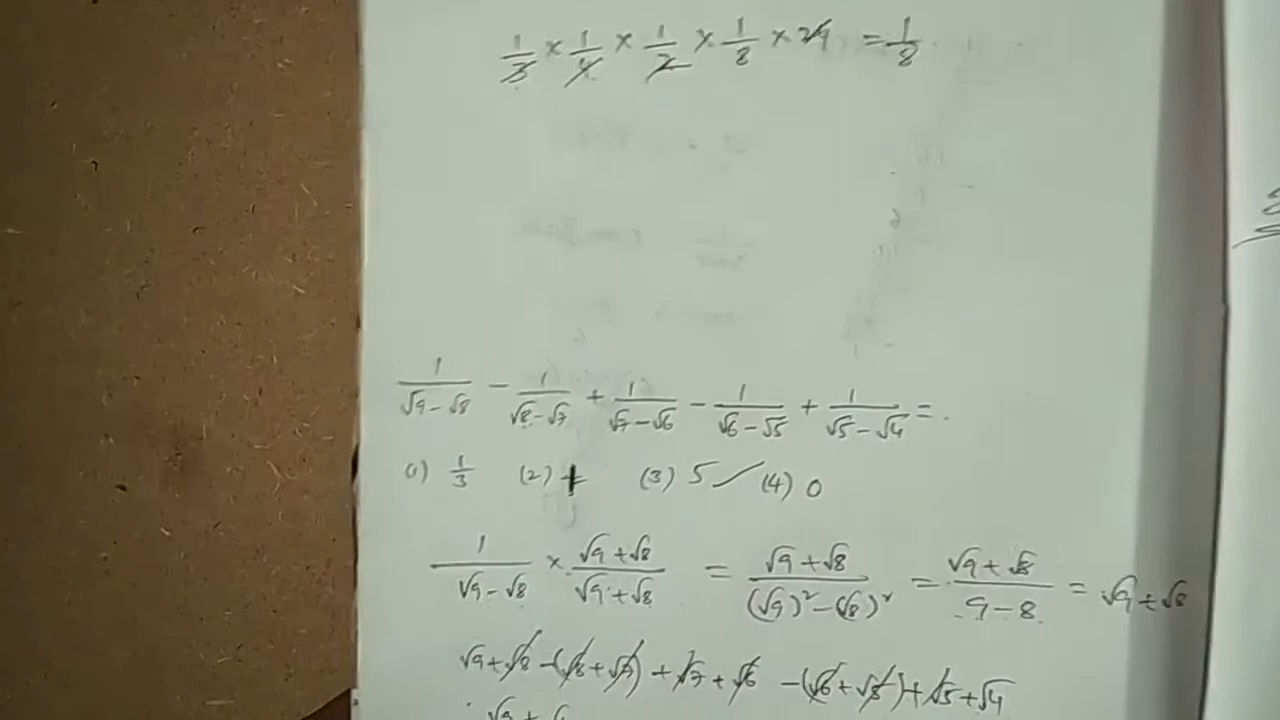 1/3 × 1/4 × 1/2 × 1/8 × 24 = 1/8
1/(√9-√8) - 1/(√8-√7) + 1/(√7-√6) - 1/(√6-√5) + 1/(√5-√4) = .
(1) 1/3 (2) 1 (3) 5 (4) 0
1/(√9-√8) × (√9+√8)/(√9+√8) = (√9+√8)/((√9)²-(√8)²) = (√9+√8)/(9-8) = √9+√8
√9+√8 -(√8+√7) + √7+√6 -(√6+√5) + √5+√4